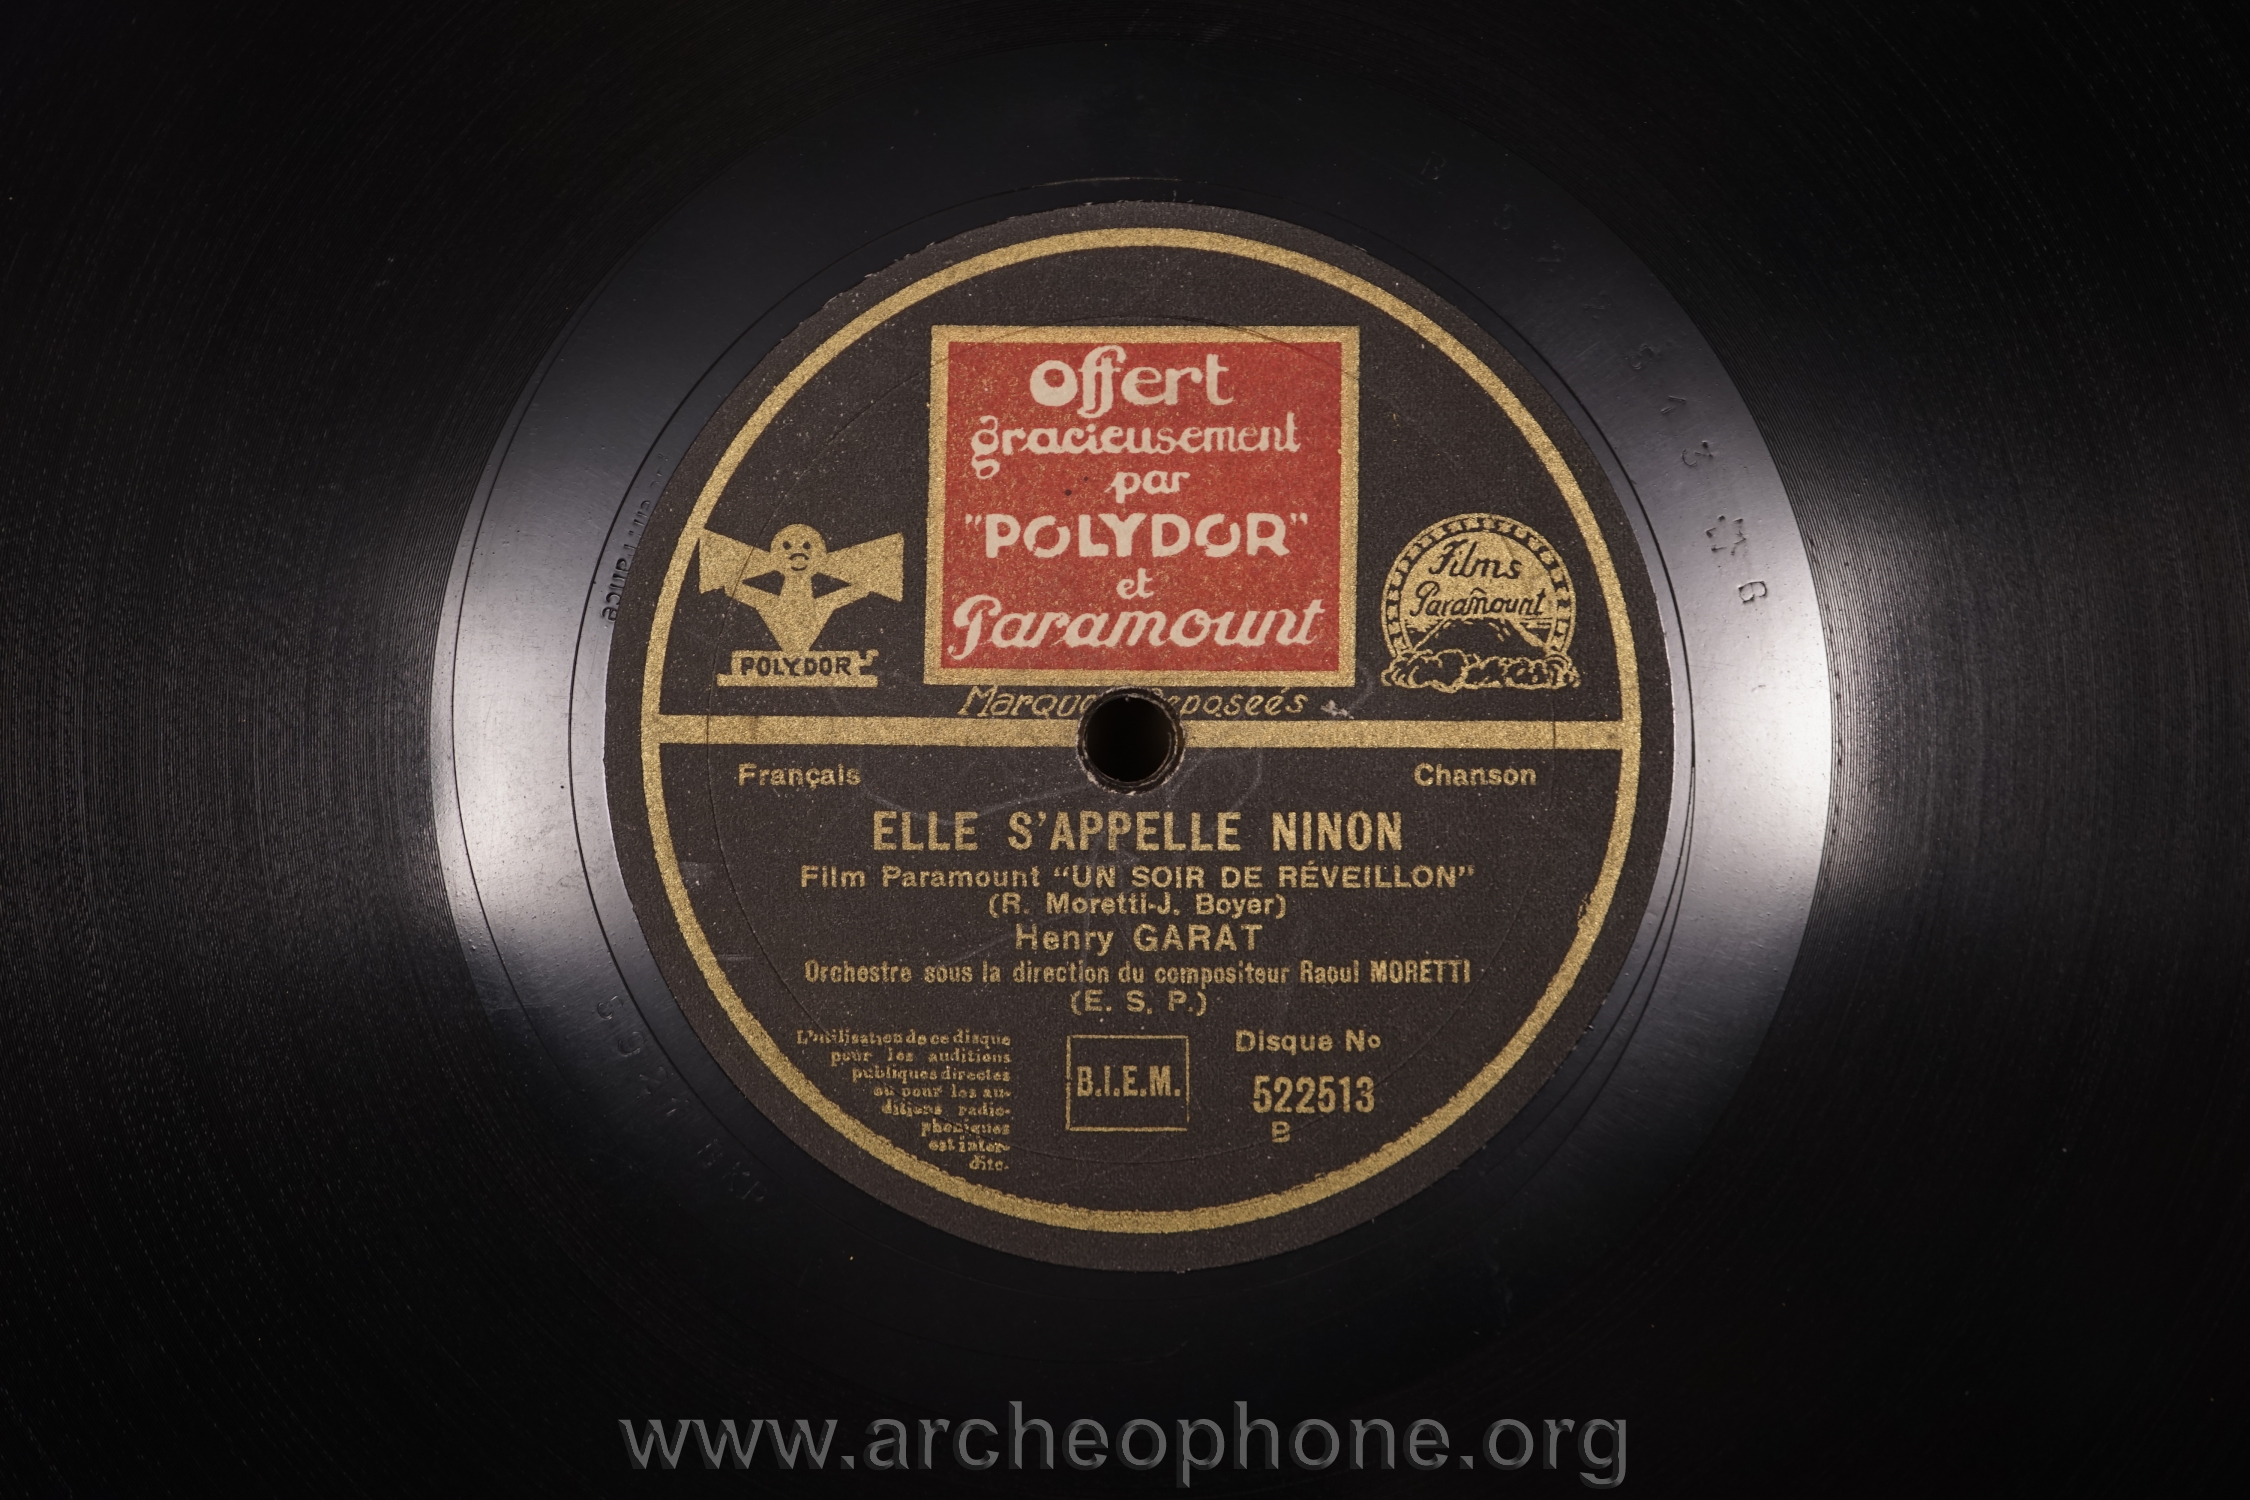 Offert
gracieusement
par
"POLYDOR"
et
Paramount
POLYDOR
Films
Paramount
Français
Chanson
ELLE S'APPELLE NINON
Film Paramount "UN SOIR DE RÉVEILLON"
(R. Moretti-J. Boyer)
Henry GARAT
Orchestre sous la direction du compositeur Raoul MORETTI
(E. S. P.)
L'utilisation de ce disque
pour les auditions
publiques directes
ou pour les au-
ditions radio-
phoniques
est inter-
dite.
B.I.E.M.
Disque No
522513
B
www.archeophone.org